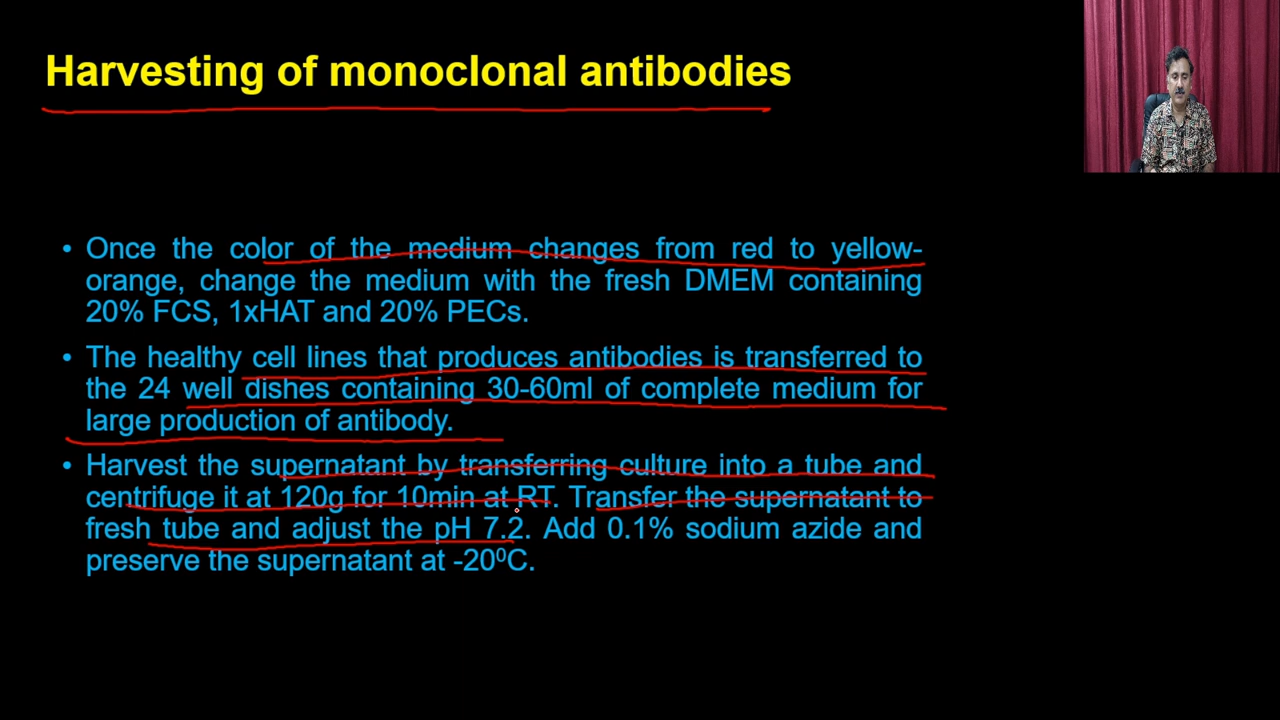 Harvesting of monoclonal antibodies
• Once the color of the medium changes from red to yellow-
orange, change the medium with the fresh DMEM containing
20% FCS, 1xHAT and 20% PECs.
• The healthy cell lines that produces antibodies is transferred to
the 24 well dishes containing 30-60ml of complete medium for
large production of antibody.
• Harvest the supernatant by transferring culture into a tube and
centrifuge it at 120g for 10min at RT. Transfer the supernatant to
fresh tube and adjust the pH 7.2. Add 0.1% sodium azide and
preserve the supernatant at -20⁰C.